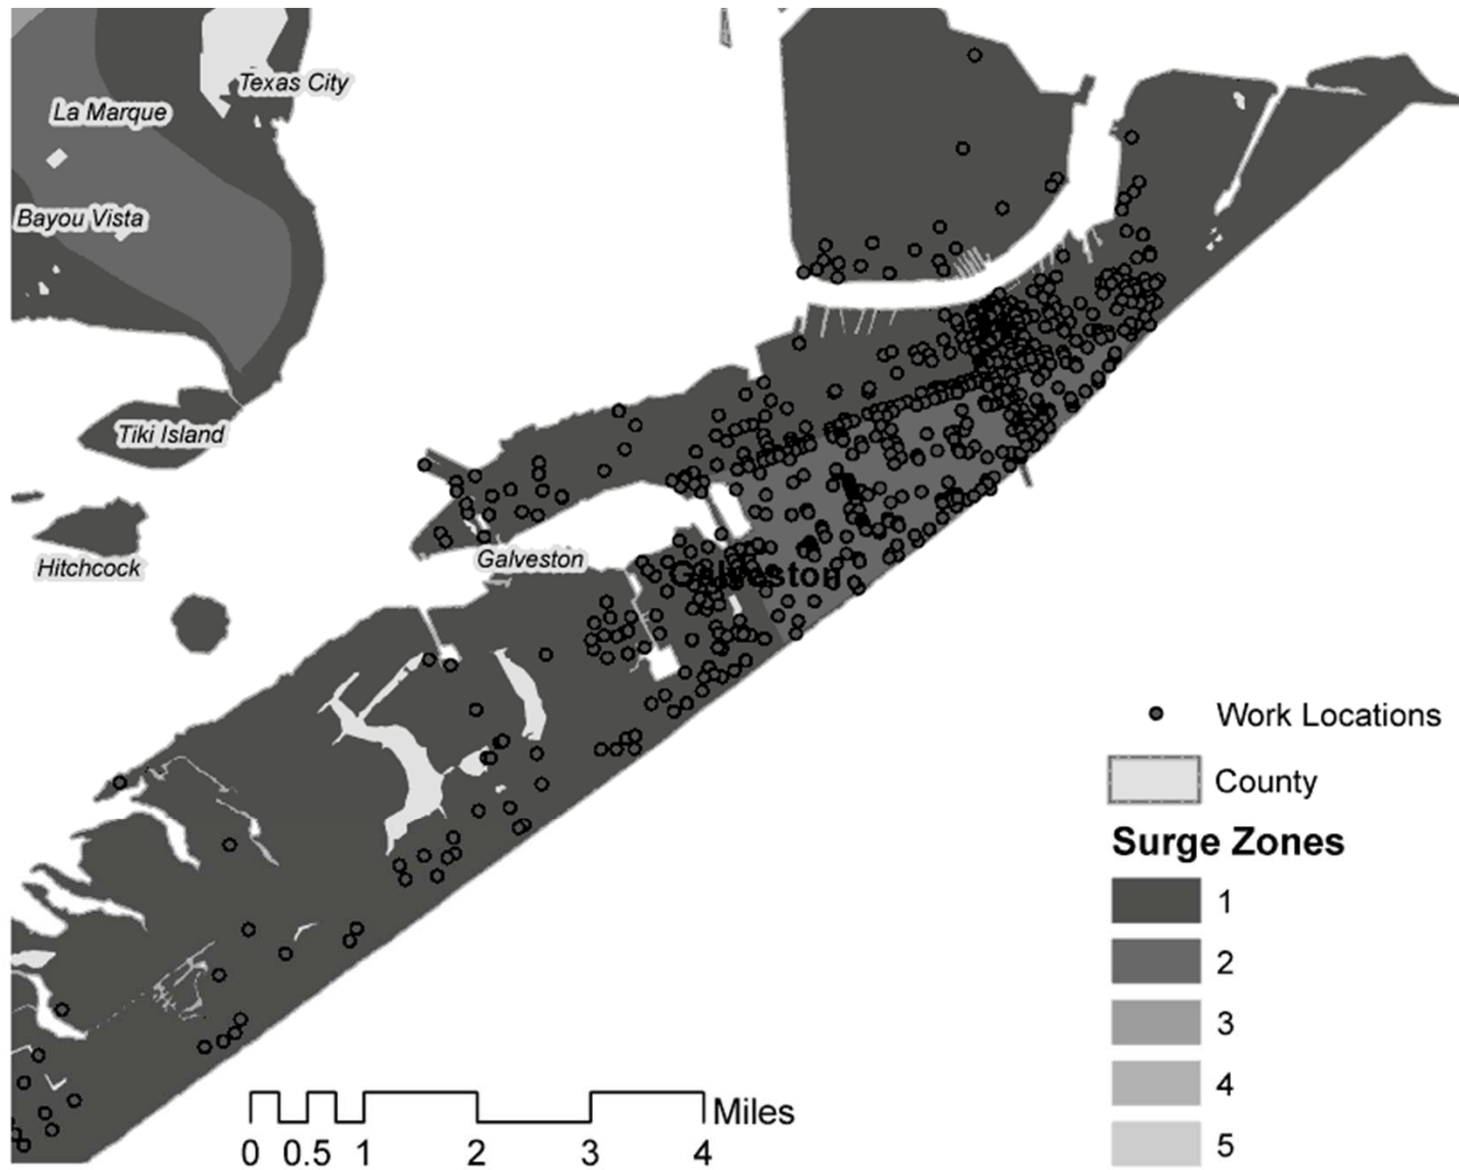 Texas City
La Marque
Bayou Vista
Tiki Island
Hitchcock
Galveston
Galveston
Work Locations
County
Surge Zones
1
2
3
4
5
Miles
0 0.5 1 2 3 4